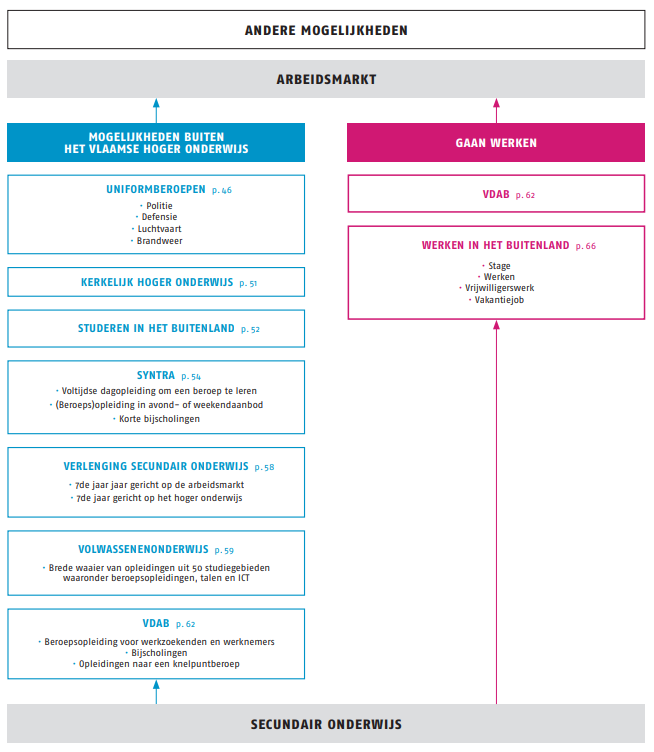 ANDERE MOGELIJKHEDEN
ARBEIDSMARKT
MOGELIJKHEDEN BUITEN
HET VLAAMSE HOGER ONDERWIJS
UNIFORMBEROEPEN p.46
· Politie
· Defensie
· Luchtvaart
· Brandweer
KERKELIJK HOGER ONDERWIJS p.51
STUDEREN IN HET BUITENLAND p.52
SYNTRA p.54
· Voltijdse dagopleiding om een beroep te leren
· (Beroeps)opleiding in avond- of weekendaanbod
· Korte bijscholingen
VERLENGING SECUNDAIR ONDERWIJS p.58
· 7de jaar jaar gericht op de arbeidsmarkt
· 7de jaar gericht op het hoger onderwijs
VOLWASSENENONDERWIJS p.59
· Brede waaier van opleidingen uit 50 studiegebieden
waaronder beroepsopleidingen, talen en ICT
VDAB p.62
· Beroepsopleiding voor werkzoekenden en werknemers
· Bijscholingen
· Opleidingen naar een knelpuntberoep
GAAN WERKEN
VDAB p.62
WERKEN IN HET BUITENLAND p.66
· Stage
· Werken
· Vrijwilligerswerk
· Vakantiejob
SECUNDAIR ONDERWIJS